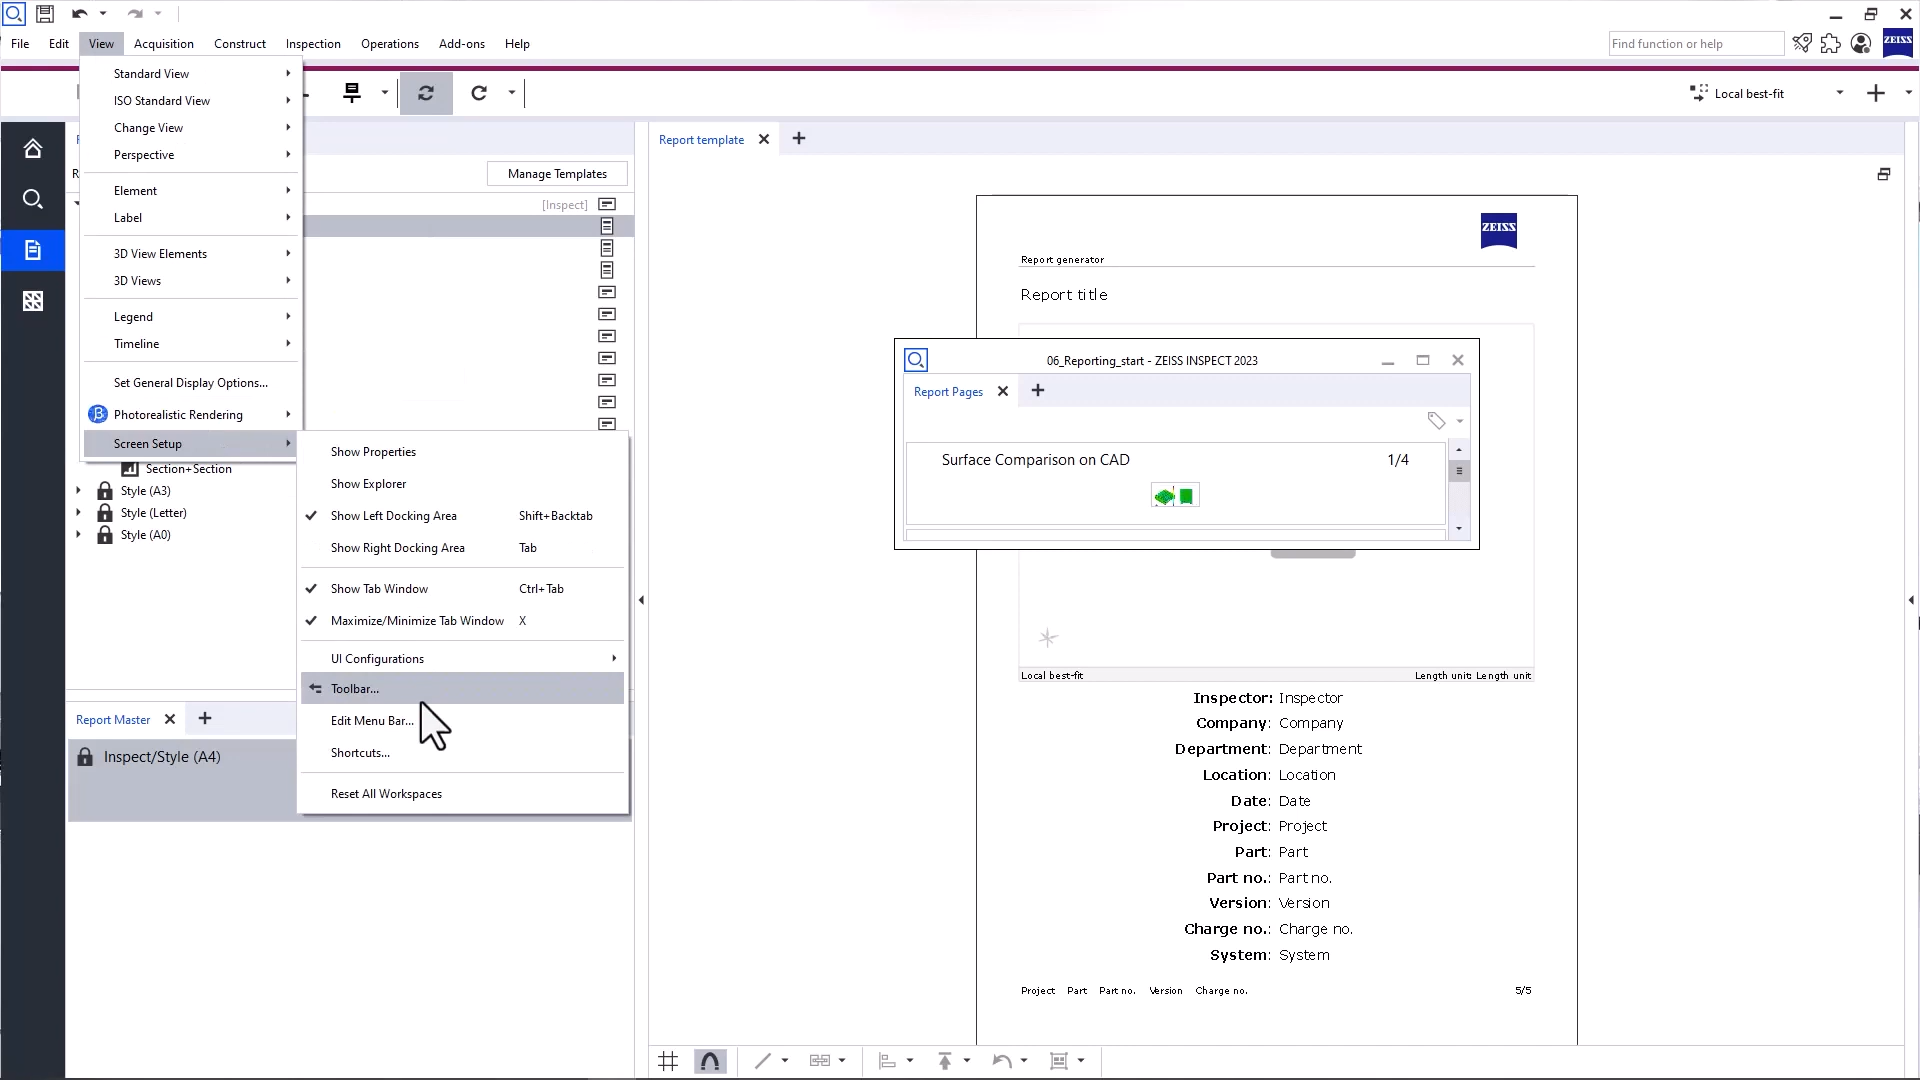 File Edit View Acquisition Construct Inspection Operations Add-ons Help
Find function or help
ZEISS
Local best-fit
Standard View
ISO Standard View
Change View
Perspective
Element
Label
3D View Elements
3D Views
Legend
Timeline
Set General Display Options...
Photorealistic Rendering
Screen Setup
Manage Templates
[Inspect]
Section+Section
Style (A3)
Style (Letter)
Style (A0)
Show Properties
Show Explorer
Show Left Docking Area Shift+Backtab
Show Right Docking Area Tab
Show Tab Window Ctrl+Tab
Maximize/Minimize Tab Window X
UI Configurations
Toolbar...
Edit Menu Bar...
Shortcuts...
Reset All Workspaces
Report Master
Inspect/Style (A4)
Report template
ZEISS
Report generator
Report title
06_Reporting_start - ZEISS INSPECT 2023
Report Pages
Surface Comparison on CAD 1/4
Local best-fit Length unit: Length unit
Inspector: Inspector
Company: Company
Department: Department
Location: Location
Date: Date
Project: Project
Part: Part
Part no.: Part no.
Version: Version
Charge no.: Charge no.
System: System
Project Part Part no. Version Charge no. 5/5